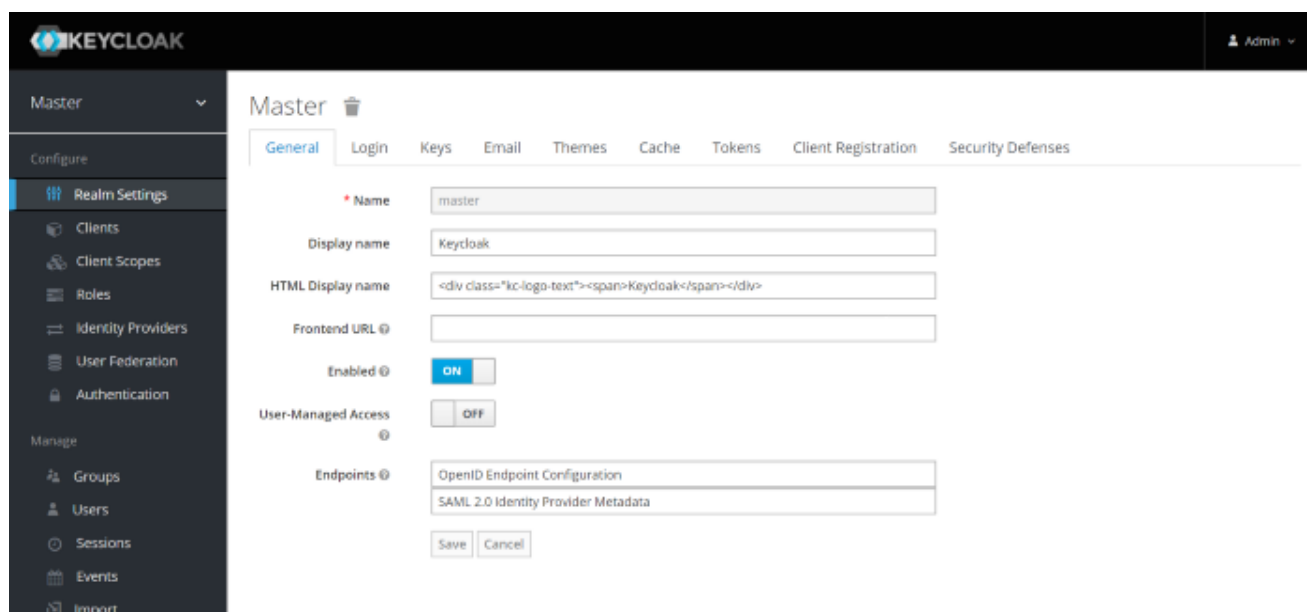 KEYCLOAK
Admin
Master
Configure
Realm Settings
Clients
Client Scopes
Roles
Identity Providers
User Federation
Authentication
Manage
Groups
Users
Sessions
Events
Import
Master
General Login Keys Email Themes Cache Tokens Client Registration Security Defenses
* Name master
Display name Keycloak
HTML Display name <div class="kc-logo-text"><span>Keycloak</span></div>
Frontend URL
Enabled ON
User-Managed Access OFF
Endpoints OpenID Endpoint Configuration
SAML 2.0 Identity Provider Metadata
Save Cancel